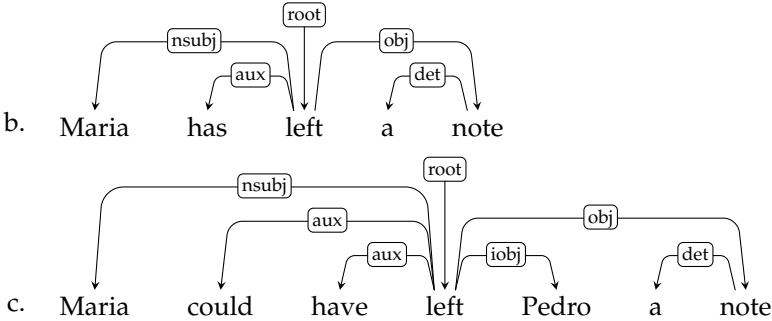 root
nsubj obj
aux det
b. Maria has left a note
root
nsubj
aux obj
aux iobj det
c. Maria could have left Pedro a note